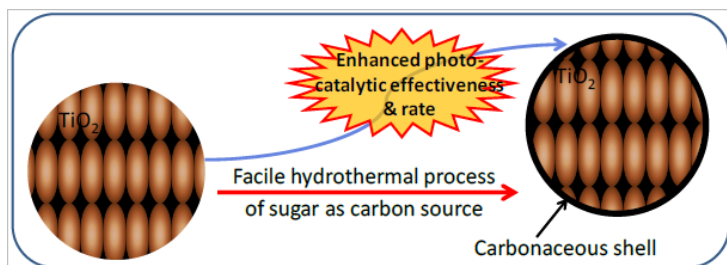 Enhanced photo-
catalytic effectiveness
& rate
TiO₂
TiO₂
Facile hydrothermal process
of sugar as carbon source
Carbonaceous shell